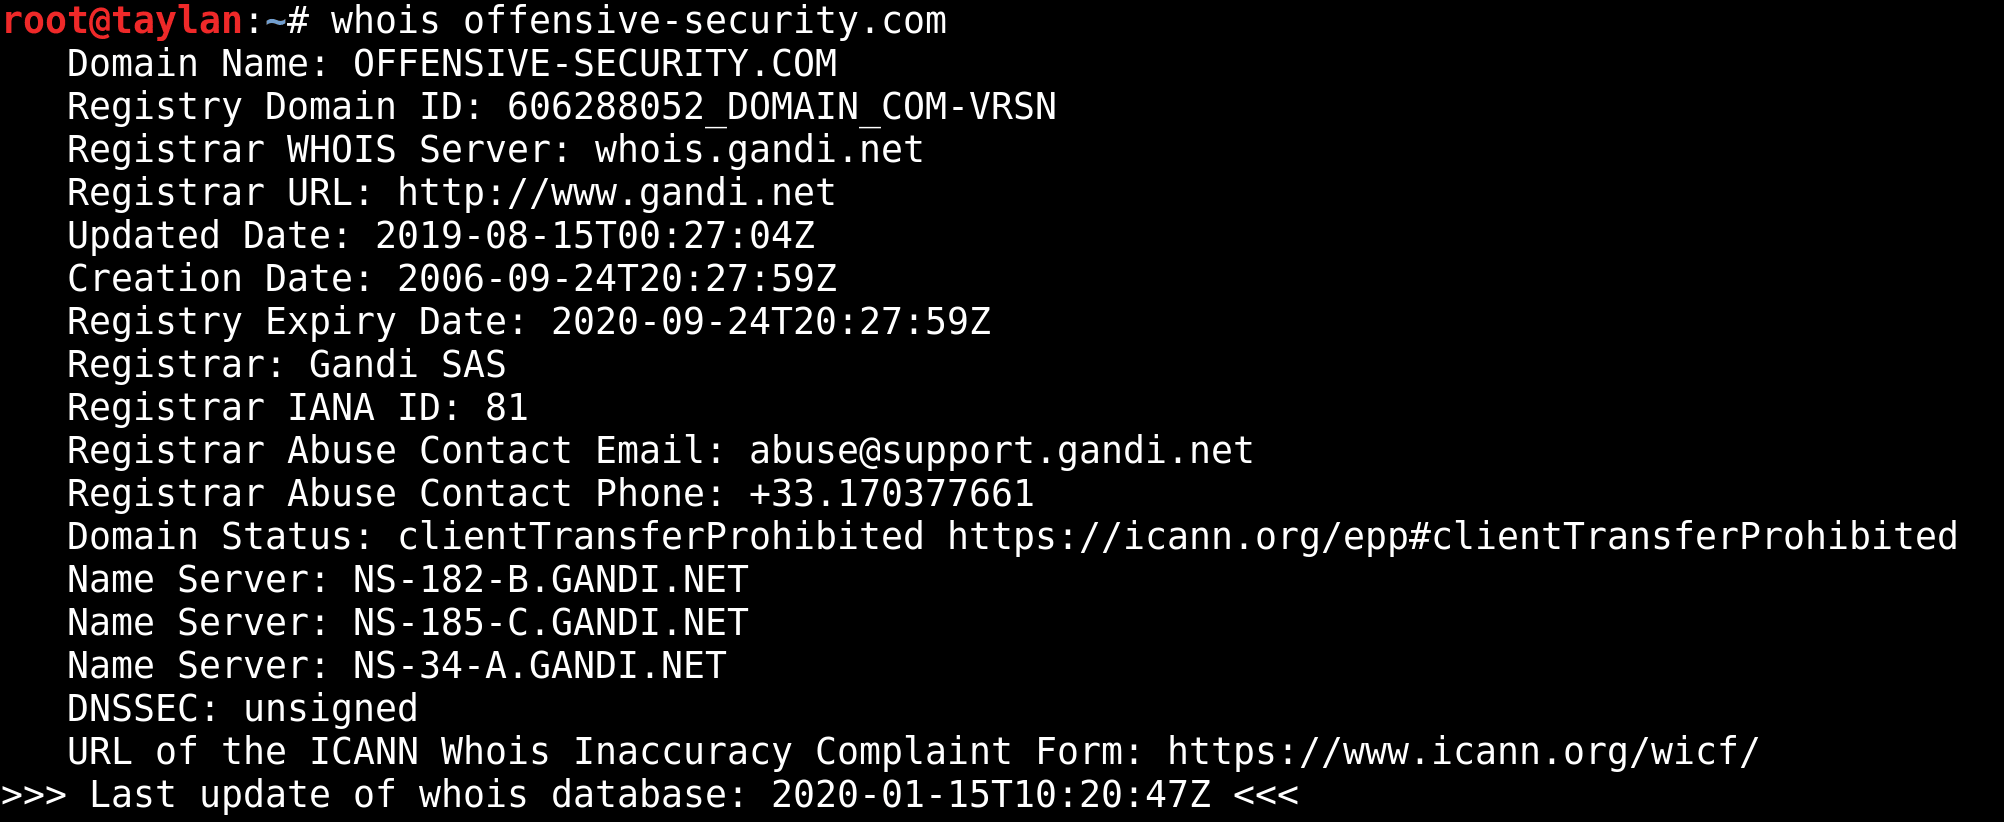 root@taylan:~# whois offensive-security.com
Domain Name: OFFENSIVE-SECURITY.COM
Registry Domain ID: 606288052_DOMAIN_COM-VRSN
Registrar WHOIS Server: whois.gandi.net
Registrar URL: http://www.gandi.net
Updated Date: 2019-08-15T00:27:04Z
Creation Date: 2006-09-24T20:27:59Z
Registry Expiry Date: 2020-09-24T20:27:59Z
Registrar: Gandi SAS
Registrar IANA ID: 81
Registrar Abuse Contact Email: abuse@support.gandi.net
Registrar Abuse Contact Phone: +33.170377661
Domain Status: clientTransferProhibited https://icann.org/epp#clientTransferProhibited
Name Server: NS-182-B.GANDI.NET
Name Server: NS-185-C.GANDI.NET
Name Server: NS-34-A.GANDI.NET
DNSSEC: unsigned
URL of the ICANN Whois Inaccuracy Complaint Form: https://www.icann.org/wicf/
>>> Last update of whois database: 2020-01-15T10:20:47Z <<<